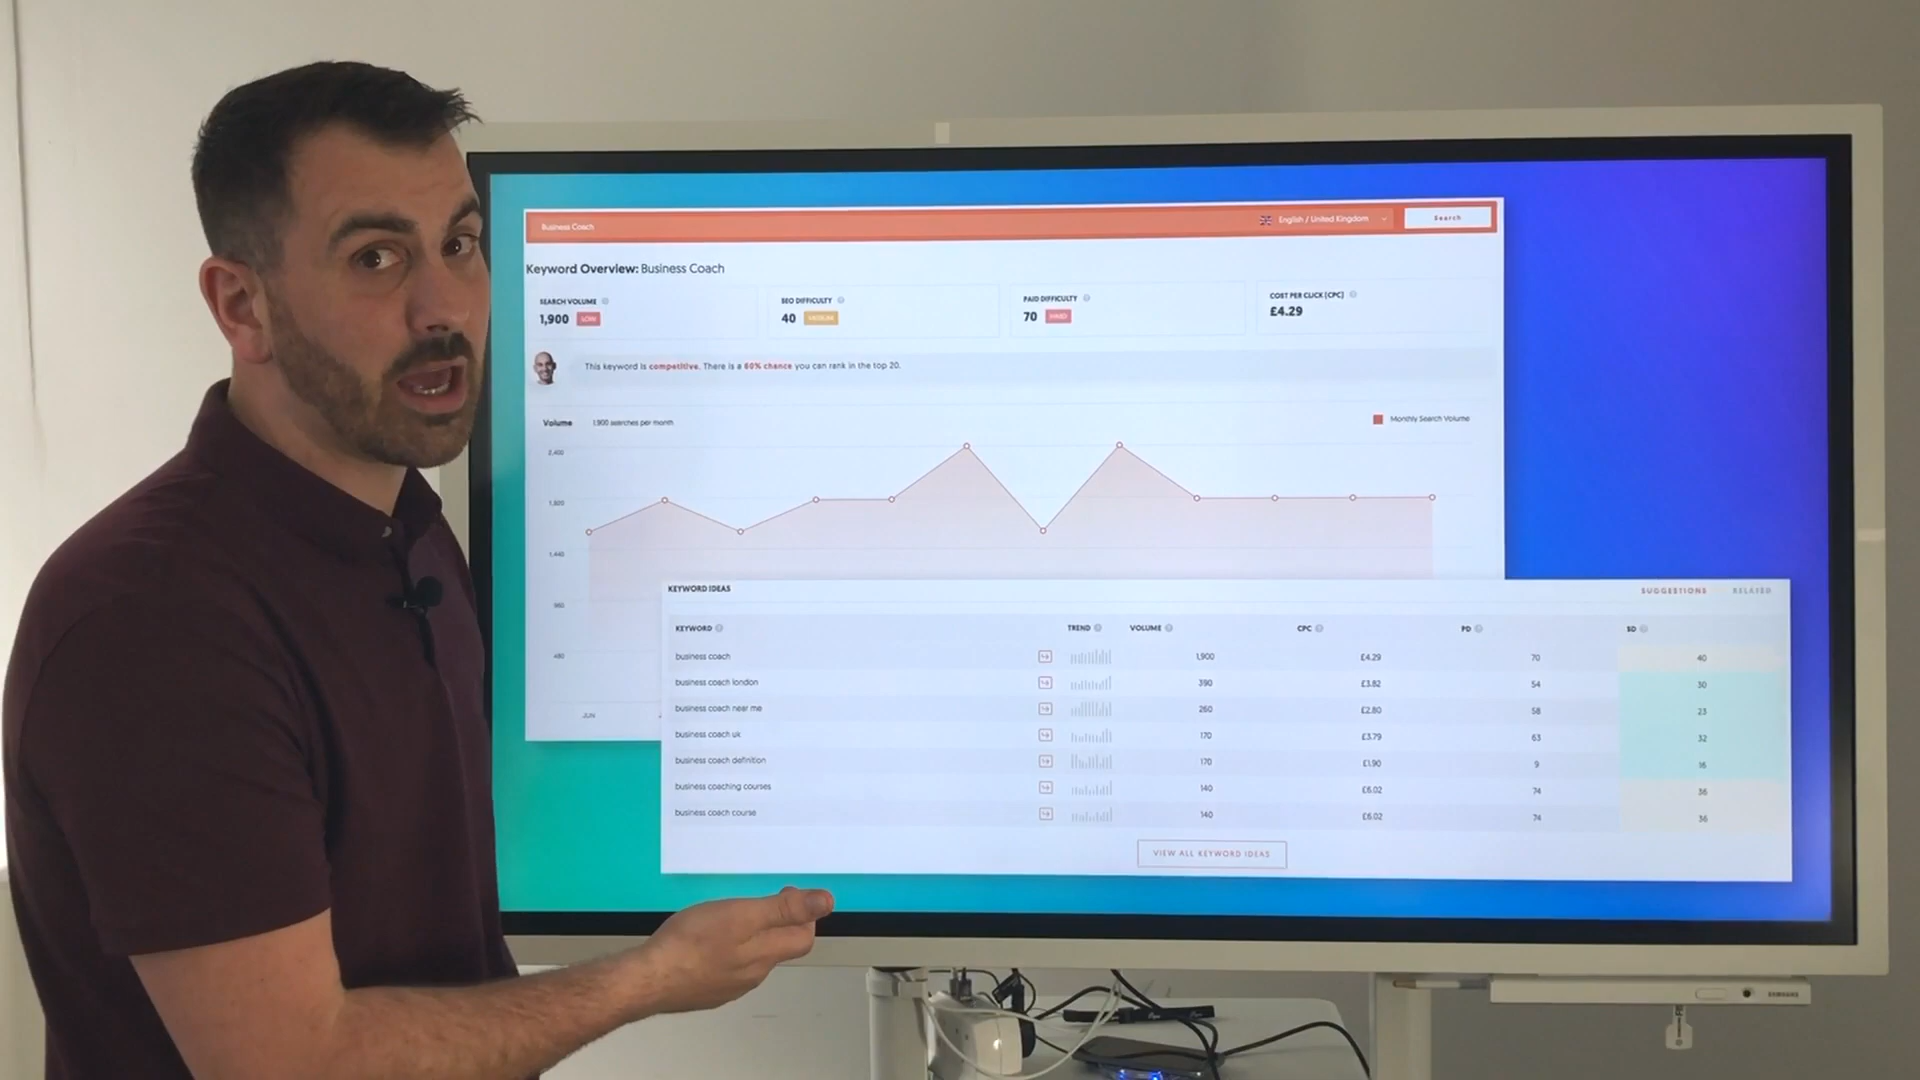 Business Coach
English / United Kingdom
Search
Keyword Overview: Business Coach
SEARCH VOLUME
1,900 LOW
SEO DIFFICULTY
40 MEDIUM
PAID DIFFICULTY
70 HARD
COST PER CLICK (CPC)
£4.29
This keyword is competitive. There is a 60% chance you can rank in the top 20.
Volume 1,900 searches per month
Monthly Search Volume
2,400
1,920
1,440
960
480
JUN
KEYWORD IDEAS
SUGGESTIONS RELATED
KEYWORD TREND VOLUME CPC PD SD
business coach 1,900 £4.29 70 40
business coach london 390 £3.82 54 30
business coach near me 260 £2.80 58 23
business coach uk 170 £3.79 63 32
business coach definition 170 £1.90 9 16
business coaching courses 140 £6.02 74 36
business coach course 140 £6.02 74 36
VIEW ALL KEYWORD IDEAS
SAMSUNG